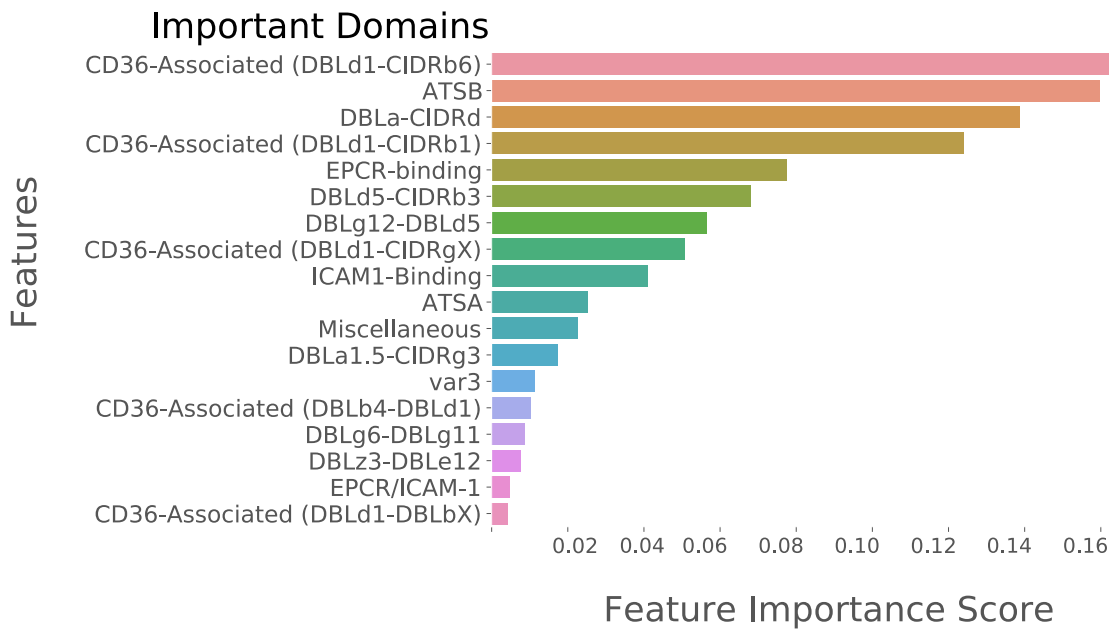 Important Domains
CD36-Associated (DBLd1-CIDRb6)
ATSB
DBLa-CIDRd
CD36-Associated (DBLd1-CIDRb1)
EPCR-binding
DBLd5-CIDRb3
DBLg12-DBLd5
CD36-Associated (DBLd1-CIDRgX)
ICAM1-Binding
ATSA
Miscellaneous
DBLa1.5-CIDRg3
var3
CD36-Associated (DBLb4-DBLd1)
DBLg6-DBLg11
DBLz3-DBLe12
EPCR/ICAM-1
CD36-Associated (DBLd1-DBLbX)
Features
0.02 0.04 0.06 0.08 0.10 0.12 0.14 0.16
Feature Importance Score